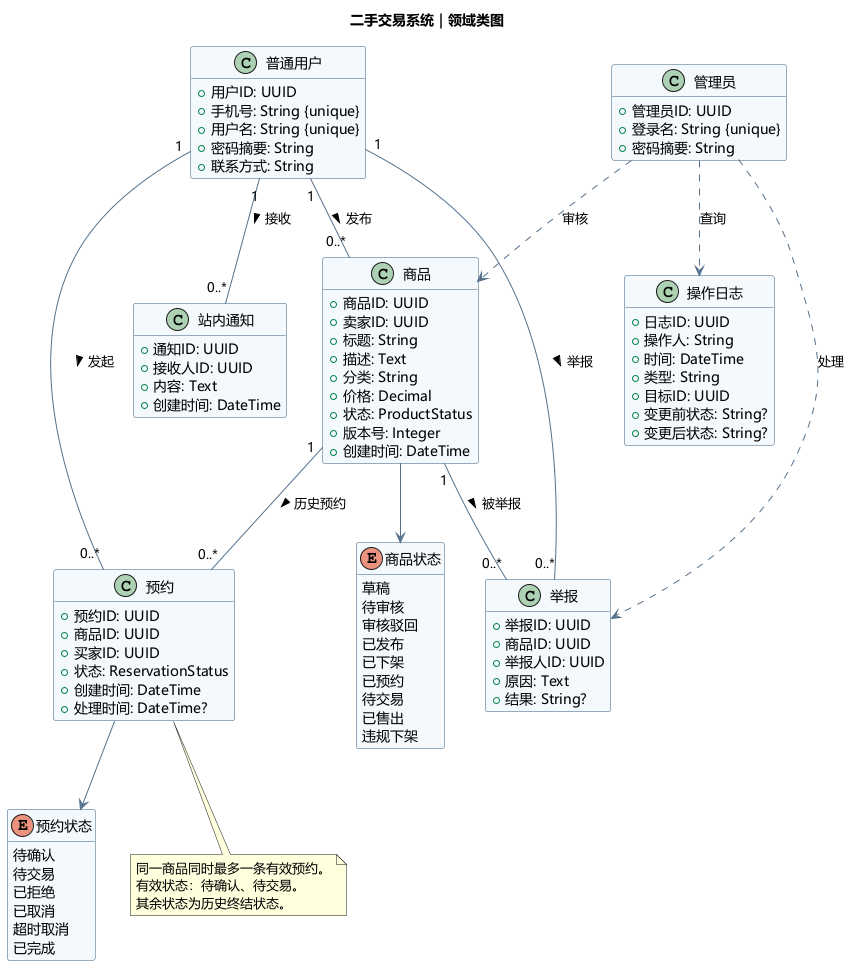 二手交易系统 | 领域类图
C 普通用户
用户ID: UUID
手机号: String {unique}
用户名: String {unique}
密码摘要: String
联系方式: String
C 管理员
管理员ID: UUID
登录名: String {unique}
密码摘要: String
1
1
1
1
接收
发布
审核
查询
0..*
0..*
C 站内通知
通知ID: UUID
接收人ID: UUID
内容: Text
创建时间: DateTime
C 商品
商品ID: UUID
卖家ID: UUID
标题: String
描述: Text
分类: String
价格: Decimal
状态: ProductStatus
版本号: Integer
创建时间: DateTime
C 操作日志
日志ID: UUID
操作人: String
时间: DateTime
类型: String
目标ID: UUID
变更前状态: String?
变更后状态: String?
发起
举报
处理
1
1
历史预约
被举报
0..*
0..*
0..*
0..*
C 预约
预约ID: UUID
商品ID: UUID
买家ID: UUID
状态: ReservationStatus
创建时间: DateTime
处理时间: DateTime?
E 商品状态
草稿
待审核
审核驳回
已发布
已下架
已预约
待交易
已售出
违规下架
C 举报
举报ID: UUID
商品ID: UUID
举报人ID: UUID
原因: Text
结果: String?
E 预约状态
待确认
待交易
已拒绝
已取消
超时取消
已完成
同一商品同时最多一条有效预约。
有效状态：待确认、待交易。
其余状态为历史终结状态。